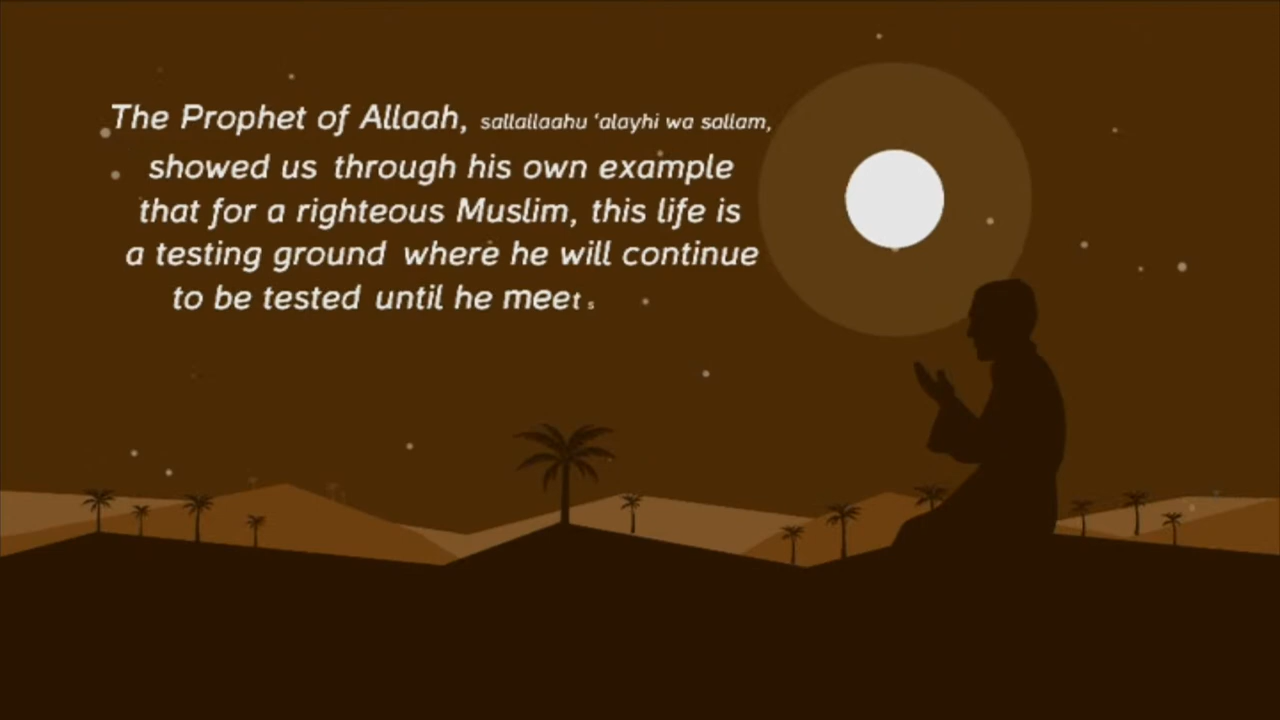 The Prophet of Allaah, sallallaahu ‘alayhi wa sallam,
showed us through his own example
that for a righteous Muslim, this life is
a testing ground where he will continue
to be tested until he meets